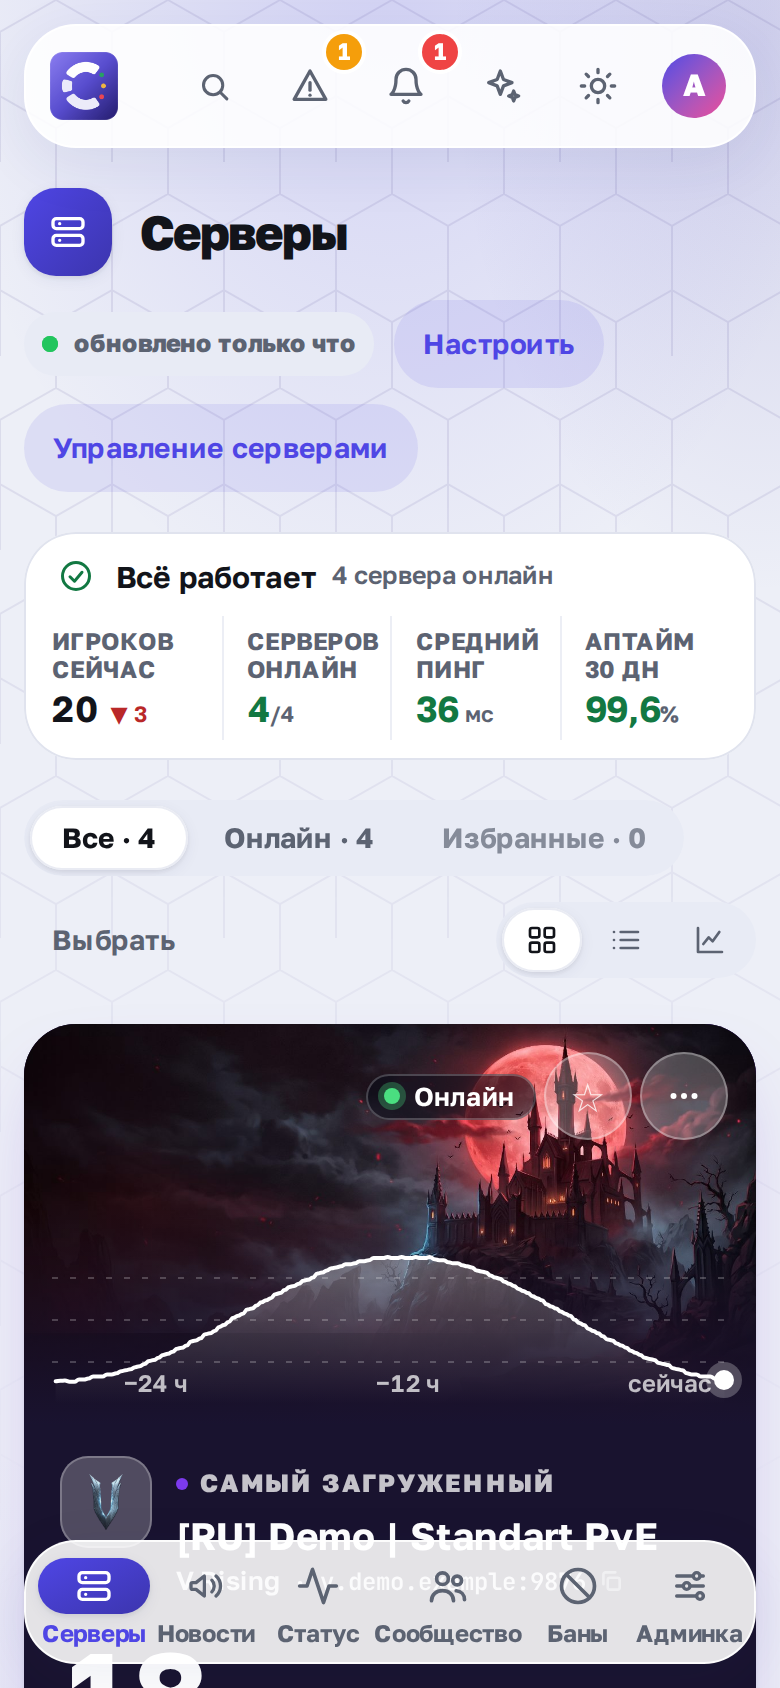 1
1
A
Серверы
обновлено только что
Настроить
Управление серверами
Всё работает 4 сервера онлайн
ИГРОКОВ СЕЙЧАС
20 ▼ 3
СЕРВЕРОВ ОНЛАЙН
4/4
СРЕДНИЙ ПИНГ
36 мс
АПТАЙМ 30 ДН
99,6%
Все · 4
Онлайн · 4
Избранные · 0
Выбрать
Онлайн
−24 ч
−12 ч
сейчас
САМЫЙ ЗАГРУЖЕННЫЙ
[RU] Demo | Standart PvE
Серверы
Новости
Статус
Сообщество
Баны
Админка
18